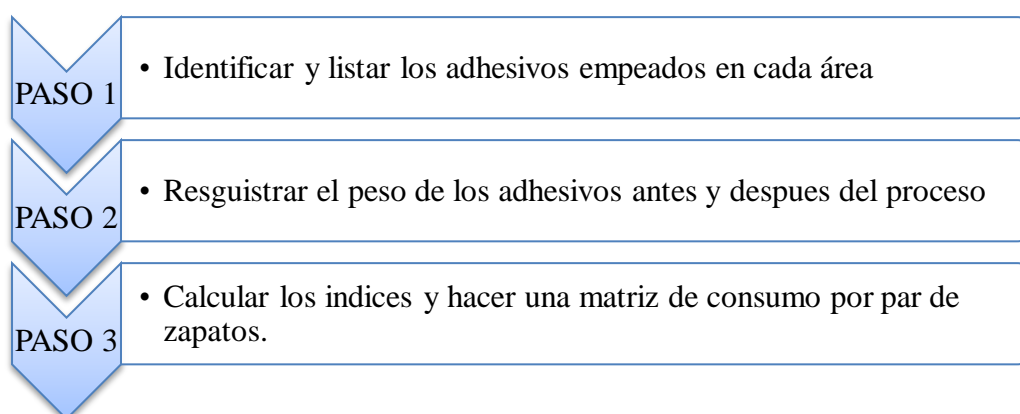 PASO 1
• Identificar y listar los adhesivos empeados en cada área
PASO 2
• Resguistrar el peso de los adhesivos antes y despues del proceso
PASO 3
• Calcular los indices y hacer una matriz de consumo por par de
zapatos.